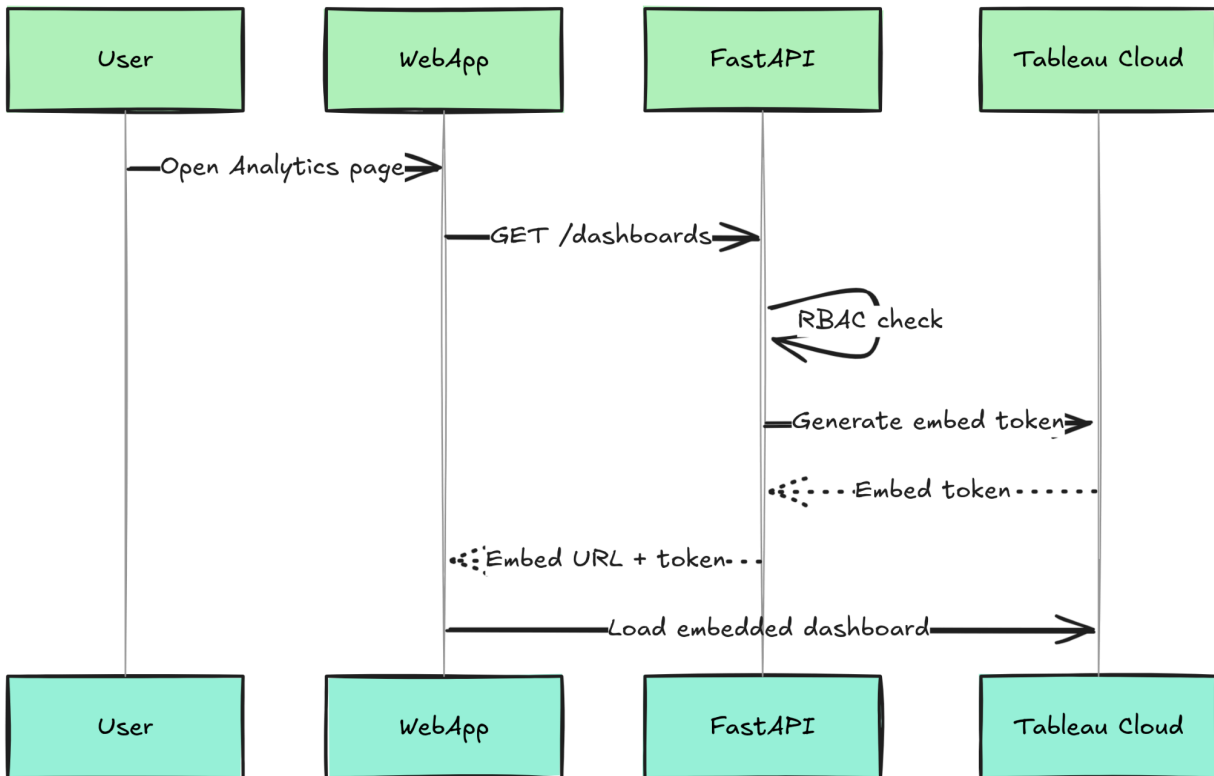 User
WebApp
FastAPI
Tableau Cloud
Open Analytics page
GET /dashboards
RBAC check
Generate embed token
Embed token
Embed URL + token
Load embedded dashboard
User
WebApp
FastAPI
Tableau Cloud